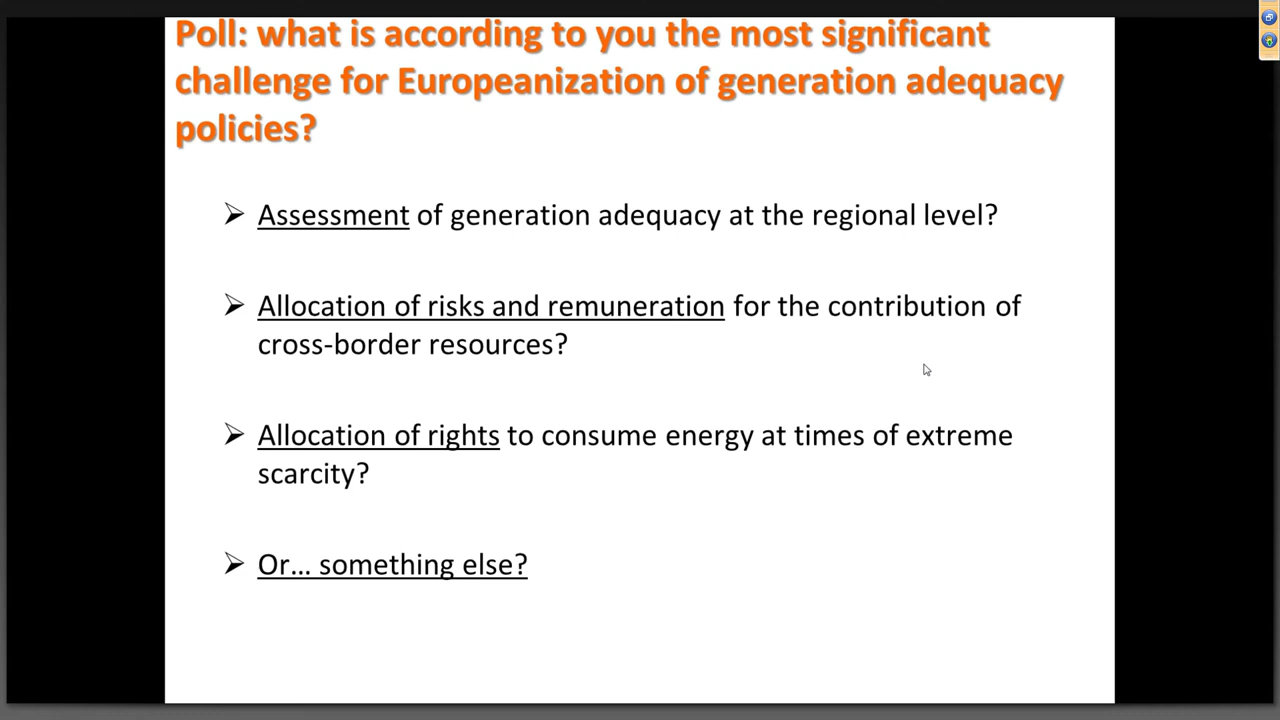 Poll: what is according to you the most significant
challenge for Europeanization of generation adequacy
policies?
➢ Assessment of generation adequacy at the regional level?
➢ Allocation of risks and remuneration for the contribution of
cross-border resources?
➢ Allocation of rights to consume energy at times of extreme
scarcity?
➢ Or... something else?